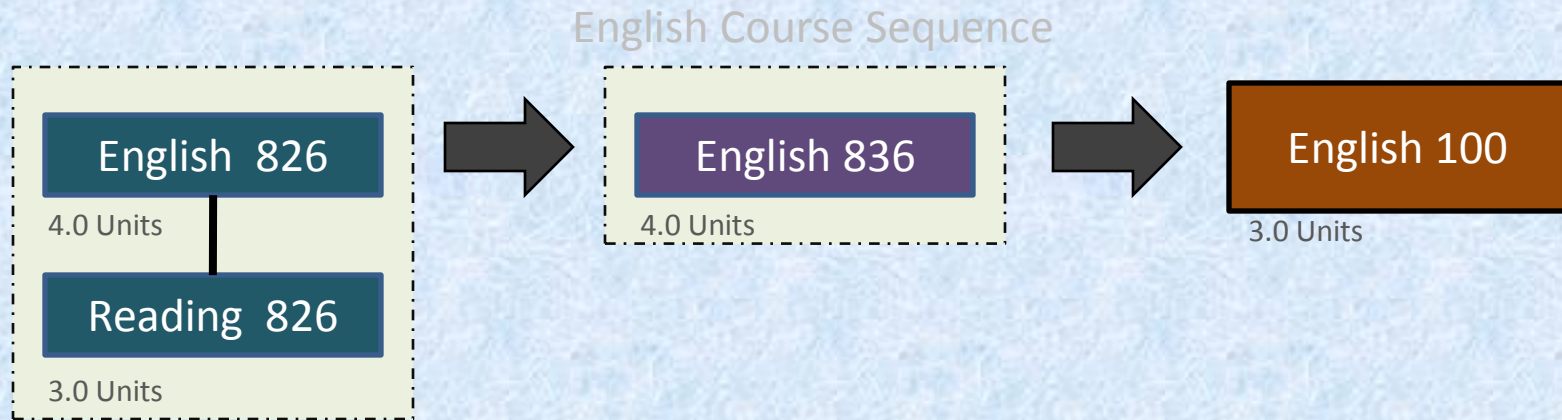 English Course Sequence
English 826
4.0 Units
Reading 826
3.0 Units
English 836
4.0 Units
English 100
3.0 Units